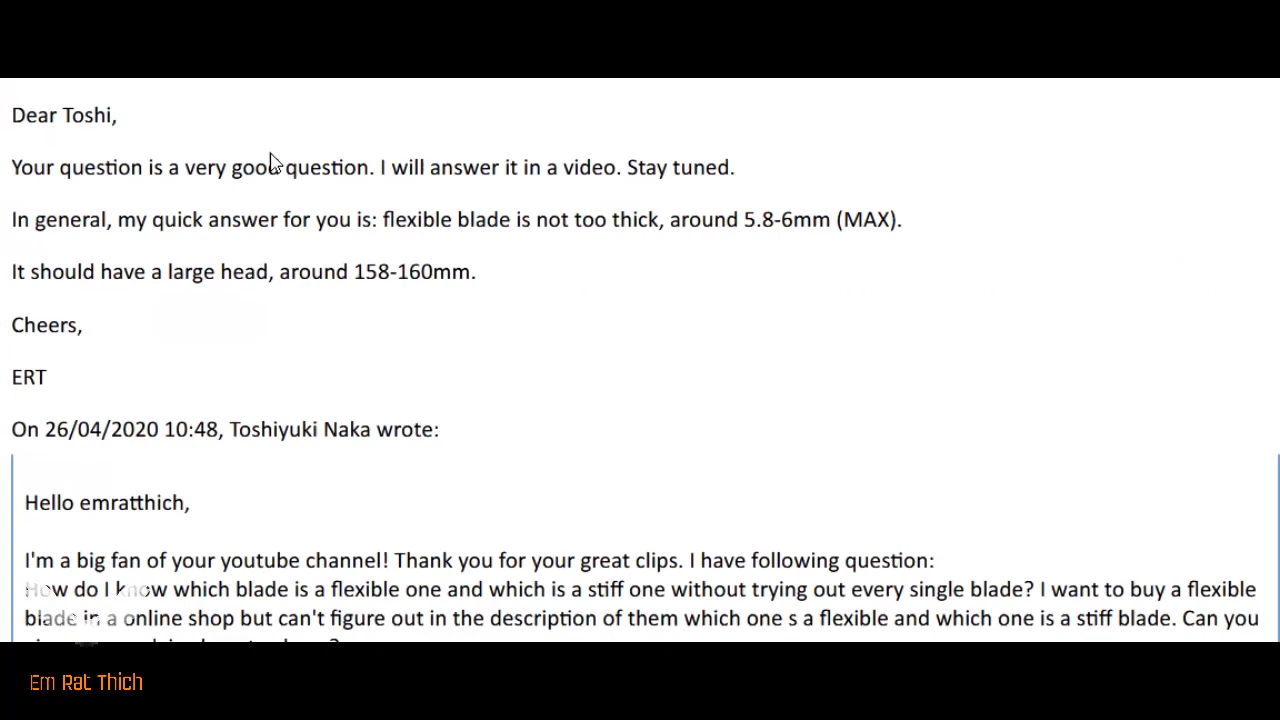 Dear Toshi,
Your question is a very good question. I will answer it in a video. Stay tuned.
In general, my quick answer for you is: flexible blade is not too thick, around 5.8-6mm (MAX).
It should have a large head, around 158-160mm.
Cheers,
ERT
On 26/04/2020 10:48, Toshiyuki Naka wrote:
Hello emratthich,
I'm a big fan of your youtube channel! Thank you for your great clips. I have following question:
How do I know which blade is a flexible one and which is a stiff one without trying out every single blade? I want to buy a flexible
blade in a online shop but can't figure out in the description of them which one s a flexible and which one is a stiff blade. Can you
Em Rat Thich